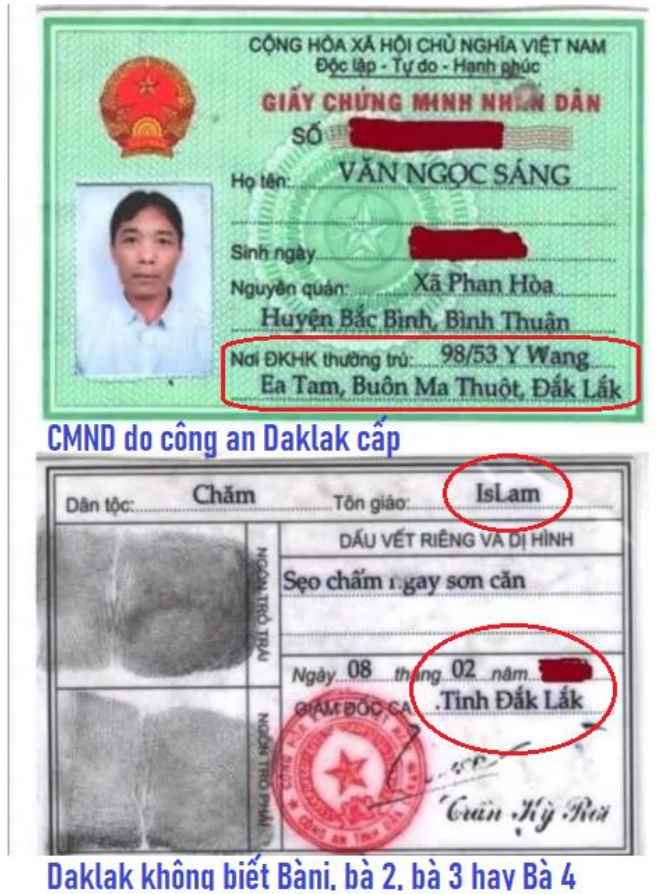 CỘNG HÒA XÃ HỘI CHỦ NGHĨA VIỆT NAM
Độc lập - Tự do - Hạnh phúc
GIẤY CHỨNG MINH NHÂN DÂN
SỐ
Họ tên: VĂN NGỌC SÁNG
Sinh ngày
Nguyên quán: Xã Phan Hòa
Huyện Bắc Bình, Bình Thuận
Nơi ĐKHK thường trú: 98/53 Y Wang
Ea Tam, Buôn Ma Thuột, Đắk Lắk
CMND do công an Daklak cấp
Dân tộc: Chăm Tôn giáo: IsLam
NGÓN TRỎ TRÁI
DẤU VẾT RIÊNG VÀ DỊ HÌNH
Sẹo chấm ngay sơn căn
Ngày 08 tháng 02 năm
GIÁM ĐỐC CA .Tỉnh Đắk Lắk
NGÓN TRỎ PHẢI
Daklak không biết Bàni, bà 2, bà 3 hay Bà 4